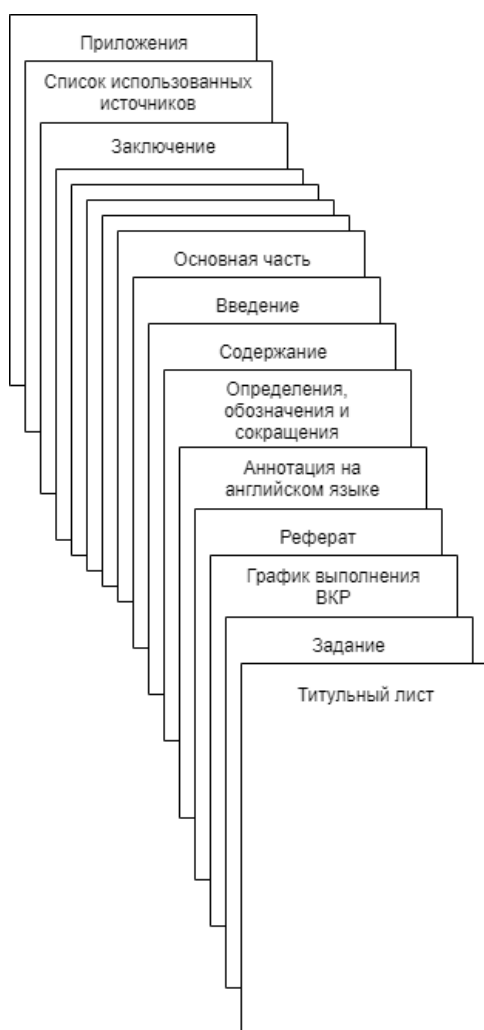 Приложения
Список использованных
источников
Заключение
Основная часть
Введение
Содержание
Определения,
обозначения и
сокращения
Аннотация на
английском языке
Реферат
График выполнения
ВКР
Задание
Титульный лист